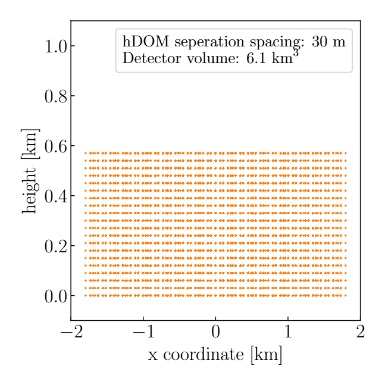 hDOM seperation spacing: 30 m
Detector volume: 6.1 km³
height [km]
1.0
0.8
0.6
0.4
0.2
0.0
−2
−1
0
1
2
x coordinate [km]